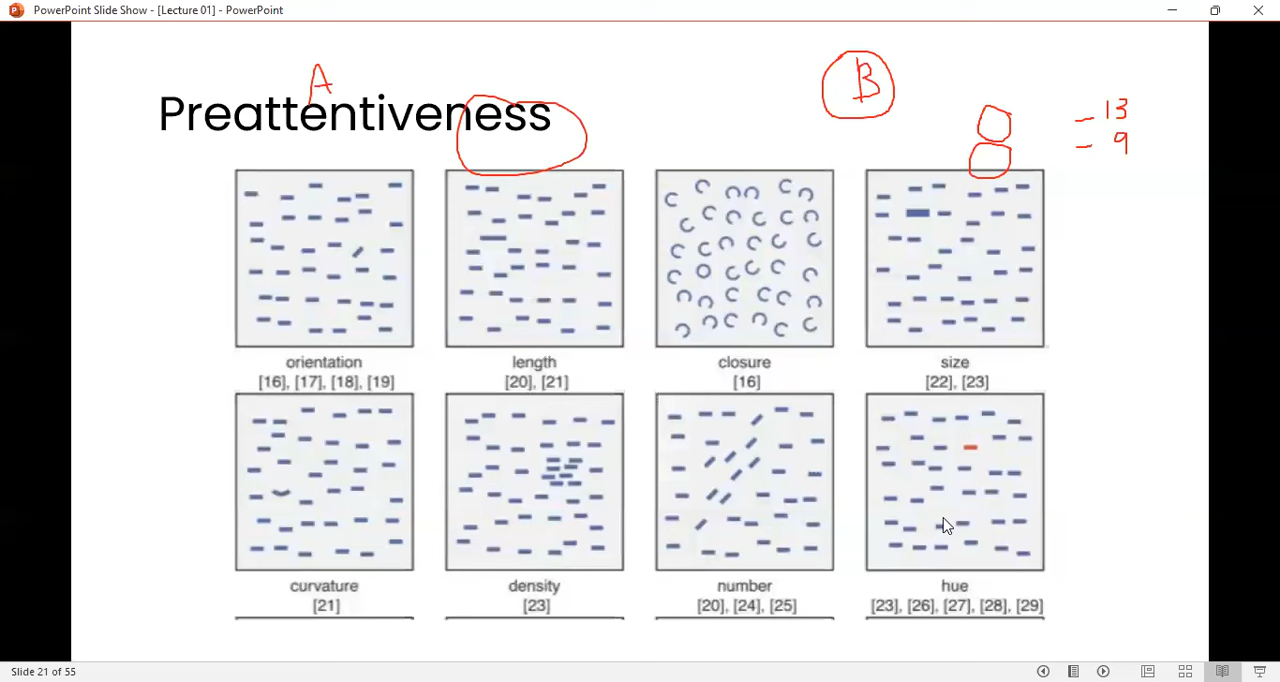 PowerPoint Slide Show - [Lecture 01] - PowerPoint
A
B
Preattentiveness
8
- 13
- 9
orientation
[16], [17], [18], [19]
length
[20], [21]
closure
[16]
size
[22], [23]
curvature
[21]
density
[23]
number
[20], [24], [25]
hue
[23], [26], [27], [28], [29]
Slide 21 of 55